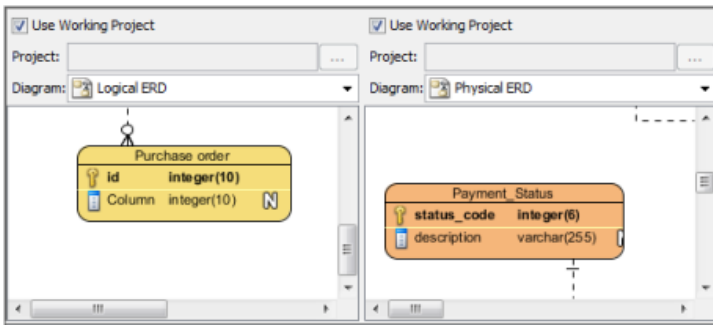 Use Working Project
Project: ...
Diagram: Logical ERD
Purchase order
id integer(10)
Column integer(10) N
Use Working Project
Project: ...
Diagram: Physical ERD
Payment_Status
status_code integer(6)
description varchar(255)